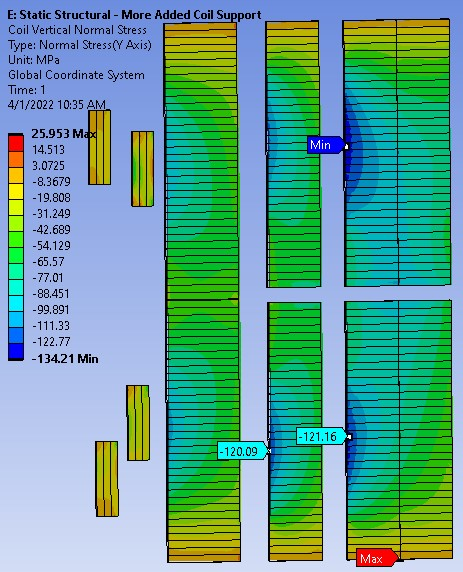 E: Static Structural - More Added Coil Support
Coil Vertical Normal Stress
Type: Normal Stress(Y Axis)
Unit: MPa
Global Coordinate System
Time: 1
4/1/2022 10:35 AM
25.953 Max
14.513
3.0725
-8.3679
-19.808
-31.249
-42.689
-54.129
-65.57
-77.01
-88.451
-99.891
-111.33
-122.77
-134.21 Min
Min
-120.09
-121.16
Max